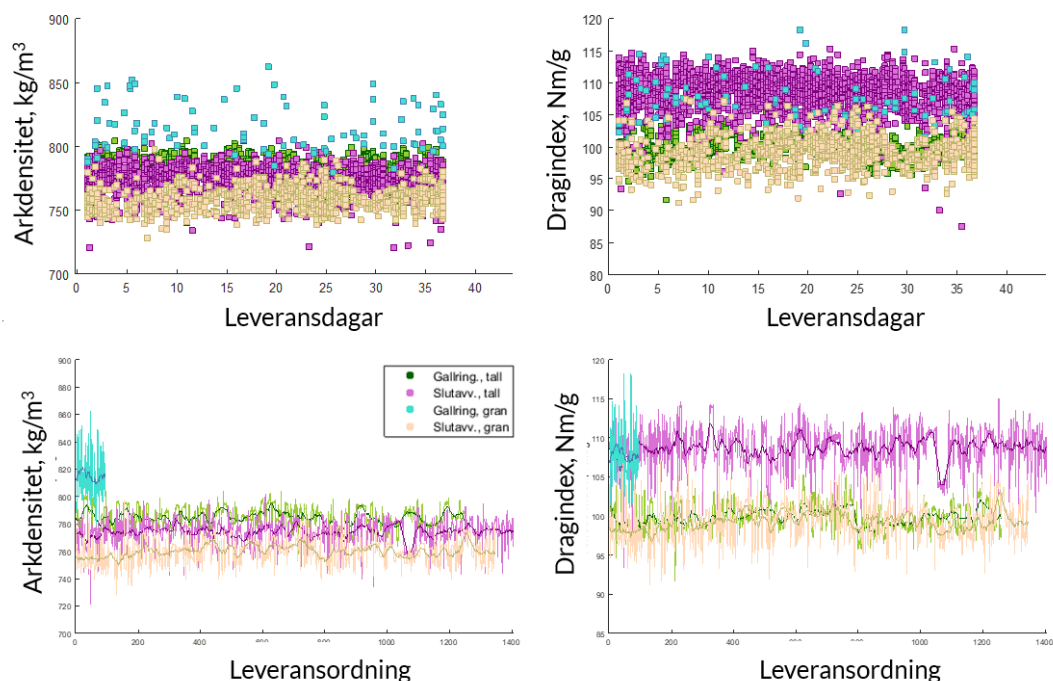 Arkdensitet, kg/m³
900
850
800
750
700
0 5 10 15 20 25 30 35 40
Leveransdagar
Dragindex, Nm/g
120
115
110
105
100
95
90
85
80
0 5 10 15 20 25 30 35 40
Leveransdagar
Arkdensitet, kg/m³
900
880
860
840
820
800
780
760
740
720
700
0 200 400 600 800 1000 1200 1400
Leveransordning
Gallring., tall
Slutavv., tall
Gallring, gran
Slutavv., gran
Dragindex, Nm/g
120
115
110
105
100
95
90
85
0 200 400 600 800 1000 1200 1400
Leveransordning